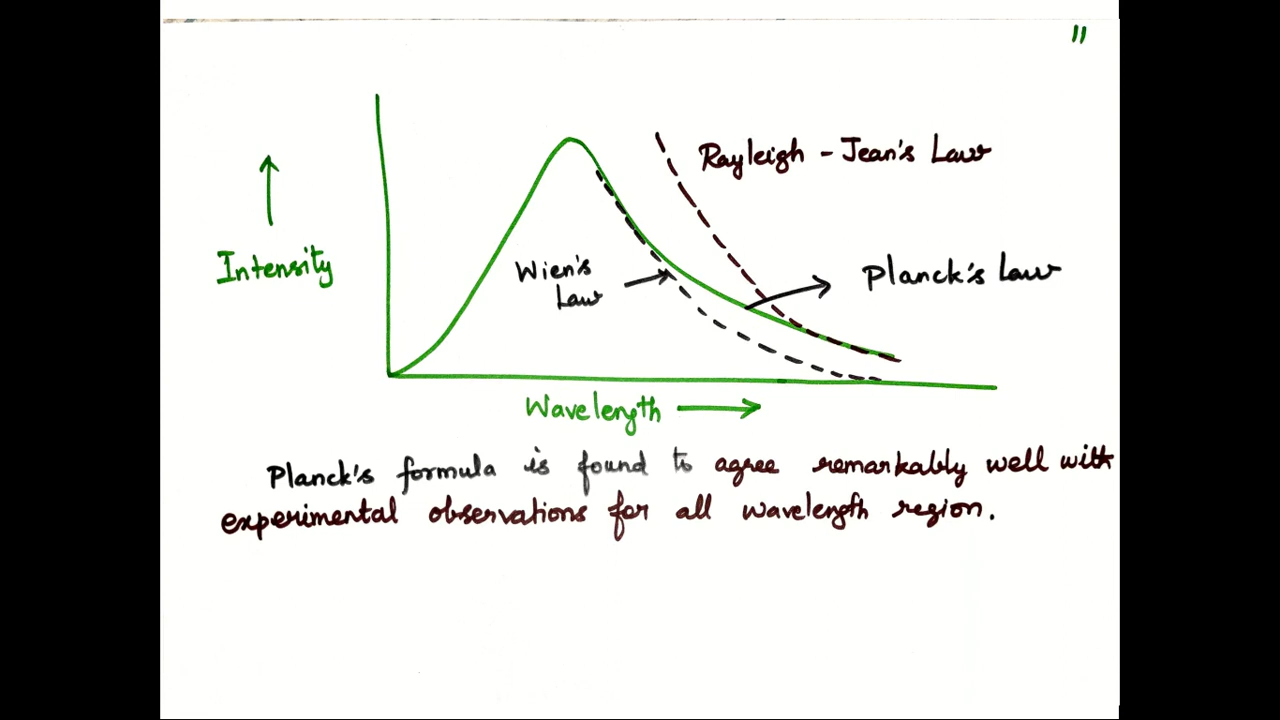 11
Rayleigh - Jean's Law
Intensity
Wien's
Law
Planck's Law
Wavelength
Planck's formula is found to agree remarkably well with
experimental observations for all wavelength region.